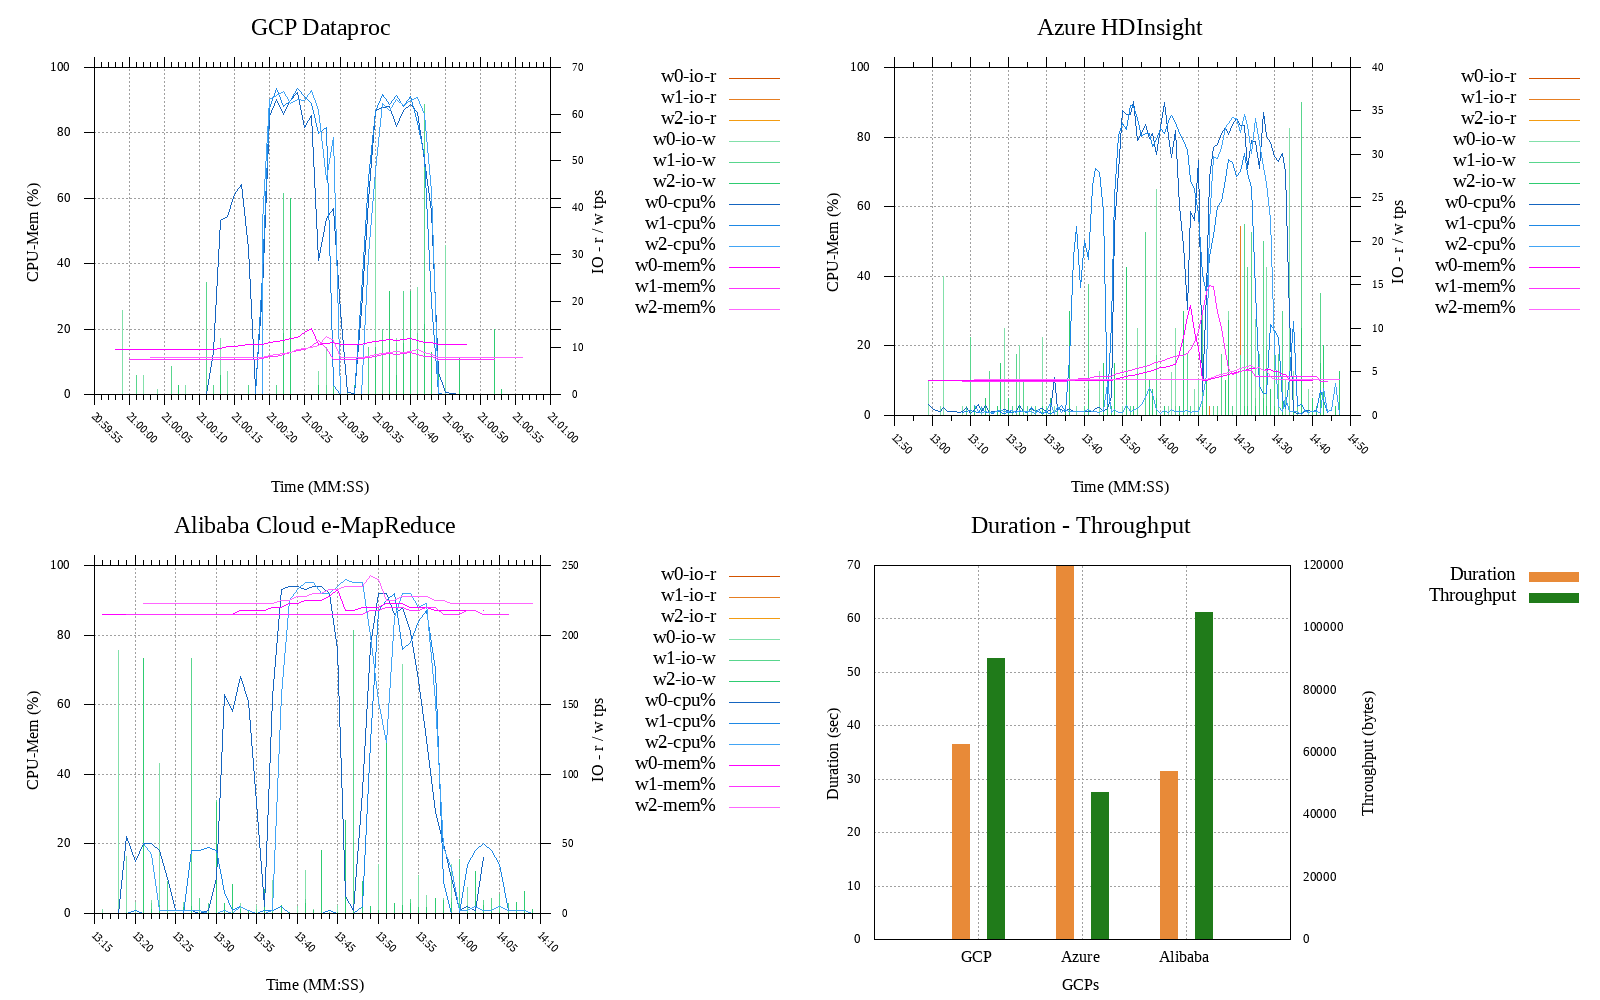 GCP Dataproc
100
80
60
40
20
0
70
60
50
40
30
20
10
0
CPU-Mem (%)
IO - r / w tps
20:59:55
21:00:00
21:00:05
21:00:10
21:00:15
21:00:20
21:00:25
21:00:30
21:00:35
21:00:40
21:00:45
21:00:50
21:00:55
21:01:00
Time (MM:SS)
w0-io-r
w1-io-r
w2-io-r
w0-io-w
w1-io-w
w2-io-w
w0-cpu%
w1-cpu%
w2-cpu%
w0-mem%
w1-mem%
w2-mem%
Azure HDInsight
100
80
60
40
20
0
40
35
30
25
20
15
10
5
0
CPU-Mem (%)
IO - r / w tps
12:50
13:00
13:10
13:20
13:30
13:40
13:50
14:00
14:10
14:20
14:30
14:40
14:50
Time (MM:SS)
w0-io-r
w1-io-r
w2-io-r
w0-io-w
w1-io-w
w2-io-w
w0-cpu%
w1-cpu%
w2-cpu%
w0-mem%
w1-mem%
w2-mem%
Alibaba Cloud e-MapReduce
100
80
60
40
20
0
250
200
150
100
50
0
CPU-Mem (%)
IO - r / w tps
13:15
13:20
13:25
13:30
13:35
13:40
13:45
13:50
13:55
14:00
14:05
14:10
Time (MM:SS)
w0-io-r
w1-io-r
w2-io-r
w0-io-w
w1-io-w
w2-io-w
w0-cpu%
w1-cpu%
w2-cpu%
w0-mem%
w1-mem%
w2-mem%
Duration - Throughput
70
60
50
40
30
20
10
0
120000
100000
80000
60000
40000
20000
0
Duration (sec)
Throughput (bytes)
GCP
Azure
Alibaba
GCPs
Duration
Throughput